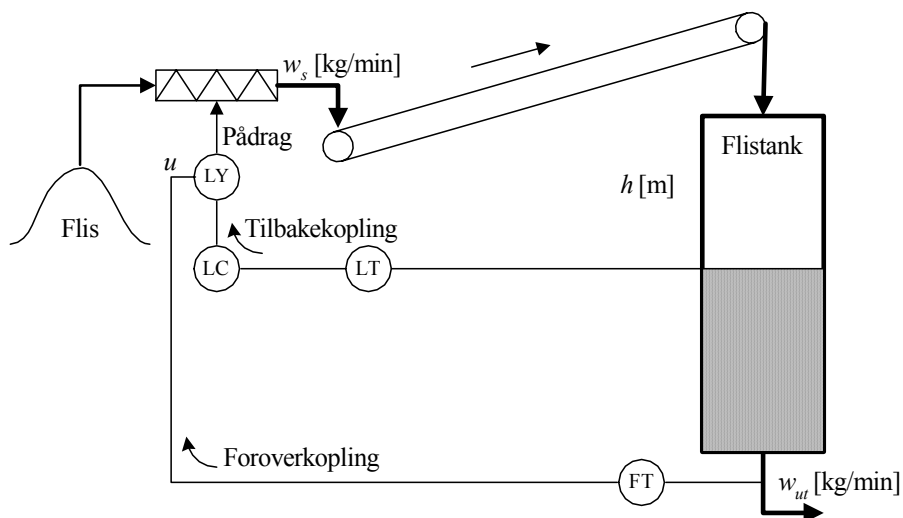 w_s [kg/min]
Pådrag
Flistank
u
LY
h [m]
Flis
Tilbakekopling
LC
LT
Foroverkopling
FT
w_ut [kg/min]